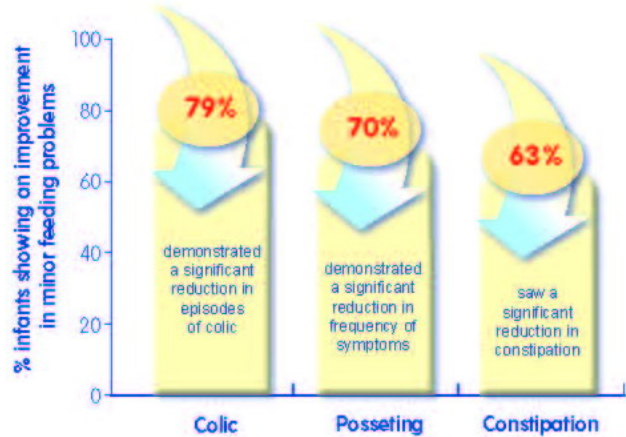 % infants showing an improvement
in minor feeding problems
100
80
60
40
20
0
79%
demonstrated
a significant
reduction in
episodes
of colic
70%
demonstrated
a significant
reduction in
frequency of
symptoms
63%
saw a
significant
reduction in
constipation
Colic
Posseting
Constipation